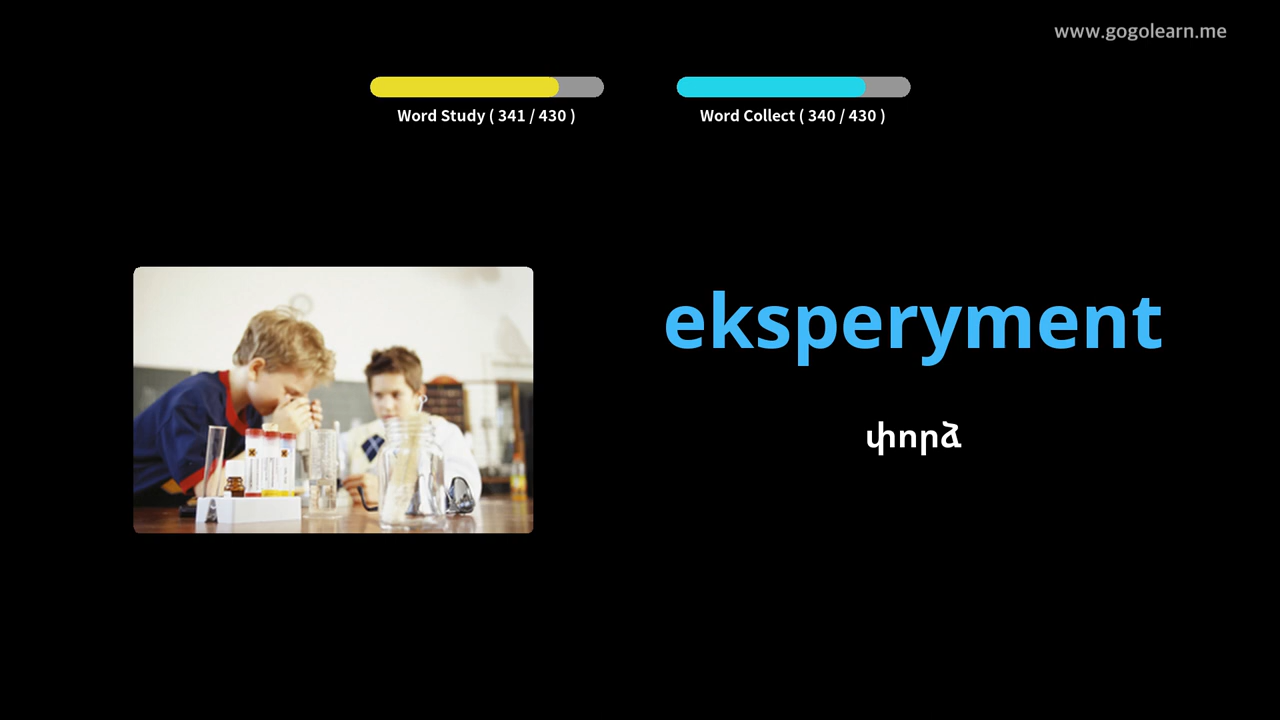 www.gogolearn.me
Word Study ( 341 / 430 )
Word Collect ( 340 / 430 )
eksperyment
փորձ